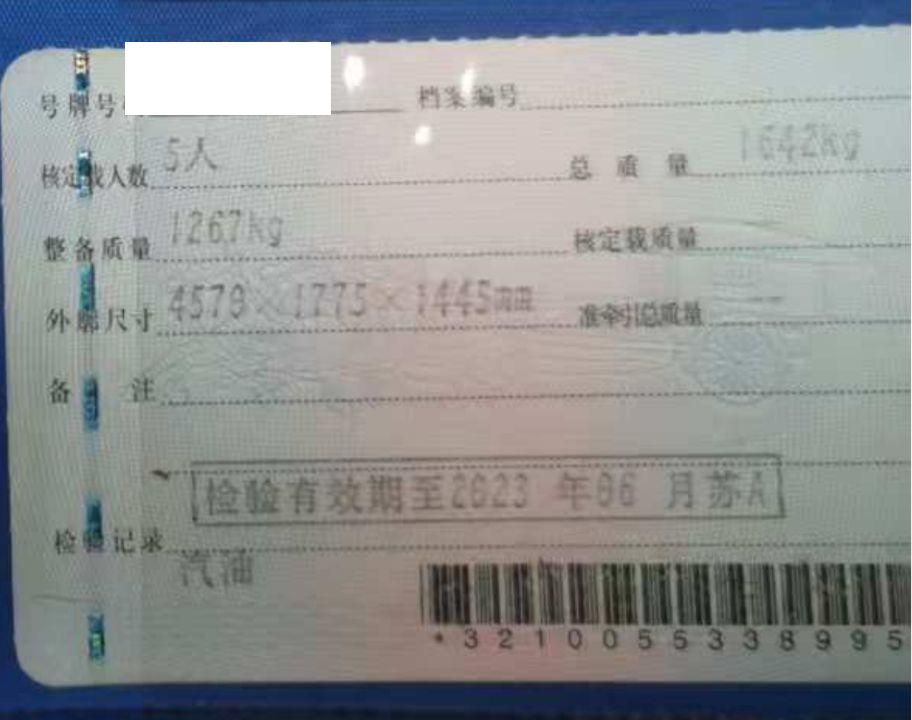 号牌号 档案编号
核定载人数 5人 总质量 1642kg
整备质量 1267kg 核定载质量
外廓尺寸 4578×1775×1445mm 准牵引总质量 --
备注
检验有效期至2023年06月苏A
检验记录
汽油
*3210055338995